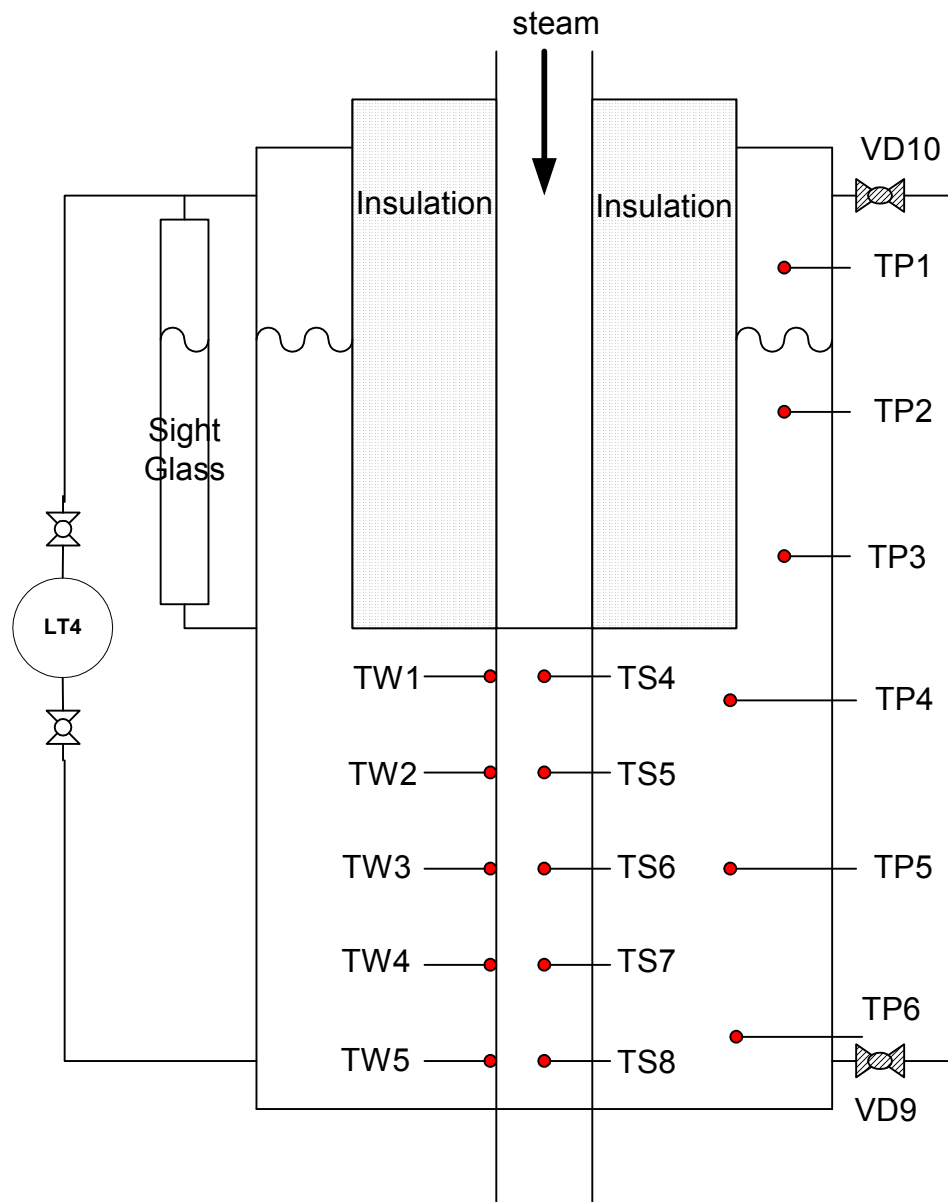 steam
VD10
Insulation
Insulation
TP1
TP2
Sight
Glass
TP3
LT4
TW1
TS4
TP4
TW2
TS5
TW3
TS6
TP5
TW4
TS7
TP6
TW5
TS8
VD9